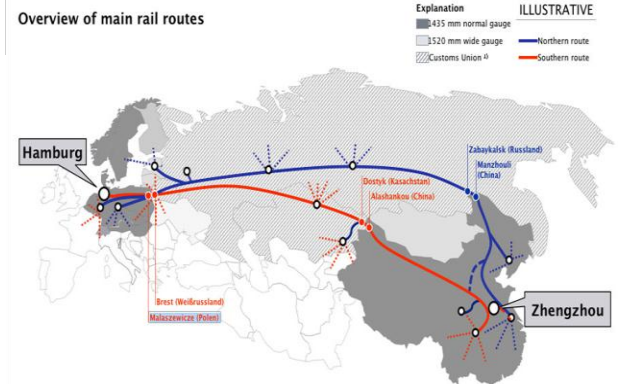 Overview of main rail routes
Explanation
ILLUSTRATIVE
1435 mm normal gauge
1520 mm wide gauge
Customs Union
Northern route
Southern route
Hamburg
Zabaykalsk (Russland)
Manzhouli
(China)
Dostyk (Kasachstan)
Alashankou (China)
Brest (Weißrussland)
Malaszewicze (Polen)
Zhengzhou